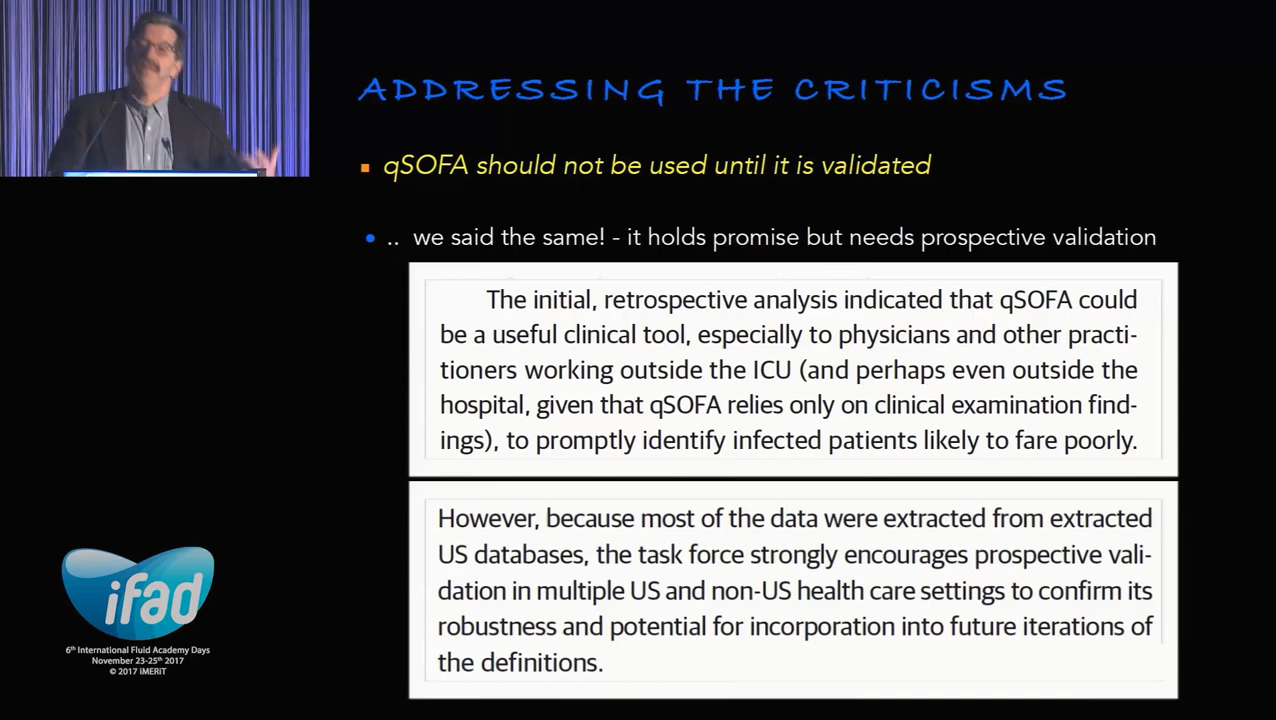 ADDRESSING THE CRITICISMS
qSOFA should not be used until it is validated
.. we said the same! - it holds promise but needs prospective validation
The initial, retrospective analysis indicated that qSOFA could
be a useful clinical tool, especially to physicians and other practi-
tioners working outside the ICU (and perhaps even outside the
hospital, given that qSOFA relies only on clinical examination find-
ings), to promptly identify infected patients likely to fare poorly.
However, because most of the data were extracted from extracted
US databases, the task force strongly encourages prospective vali-
dation in multiple US and non-US health care settings to confirm its
robustness and potential for incorporation into future iterations of
the definitions.
ifad
6th International Fluid Academy Days
November 23-25th 2017
© 2017 iMERiT